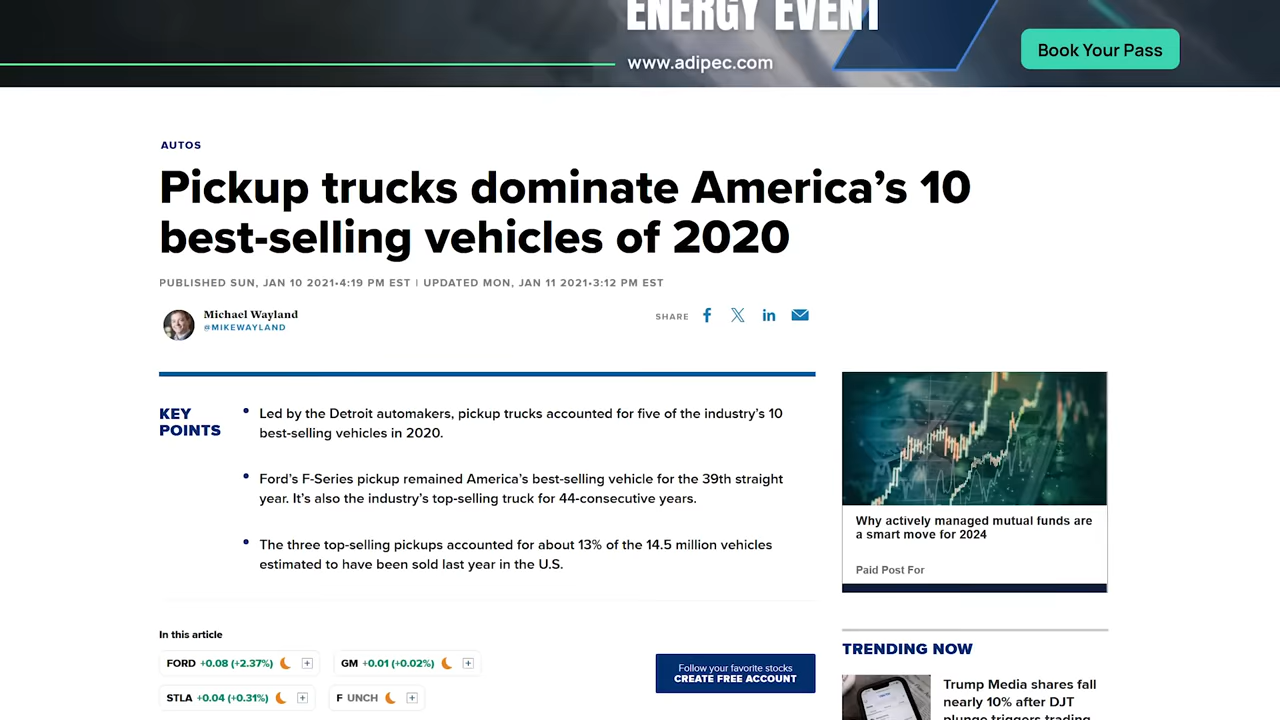 ENERGY EVENT
www.adipec.com
Book Your Pass
AUTOS
Pickup trucks dominate America’s 10
best-selling vehicles of 2020
PUBLISHED SUN, JAN 10 2021•4:19 PM EST | UPDATED MON, JAN 11 2021•3:12 PM EST
Michael Wayland
@MIKEWAYLAND
SHARE
KEY
POINTS
Led by the Detroit automakers, pickup trucks accounted for five of the industry’s 10
best-selling vehicles in 2020.
Ford’s F-Series pickup remained America’s best-selling vehicle for the 39th straight
year. It’s also the industry’s top-selling truck for 44-consecutive years.
The three top-selling pickups accounted for about 13% of the 14.5 million vehicles
estimated to have been sold last year in the U.S.
Why actively managed mutual funds are
a smart move for 2024
Paid Post For
In this article
FORD +0.08 (+2.37%)
GM +0.01 (+0.02%)
STLA +0.04 (+0.31%)
F UNCH
Follow your favorite stocks
CREATE FREE ACCOUNT
TRENDING NOW
Trump Media shares fall
nearly 10% after DJT
plunge triggers trading